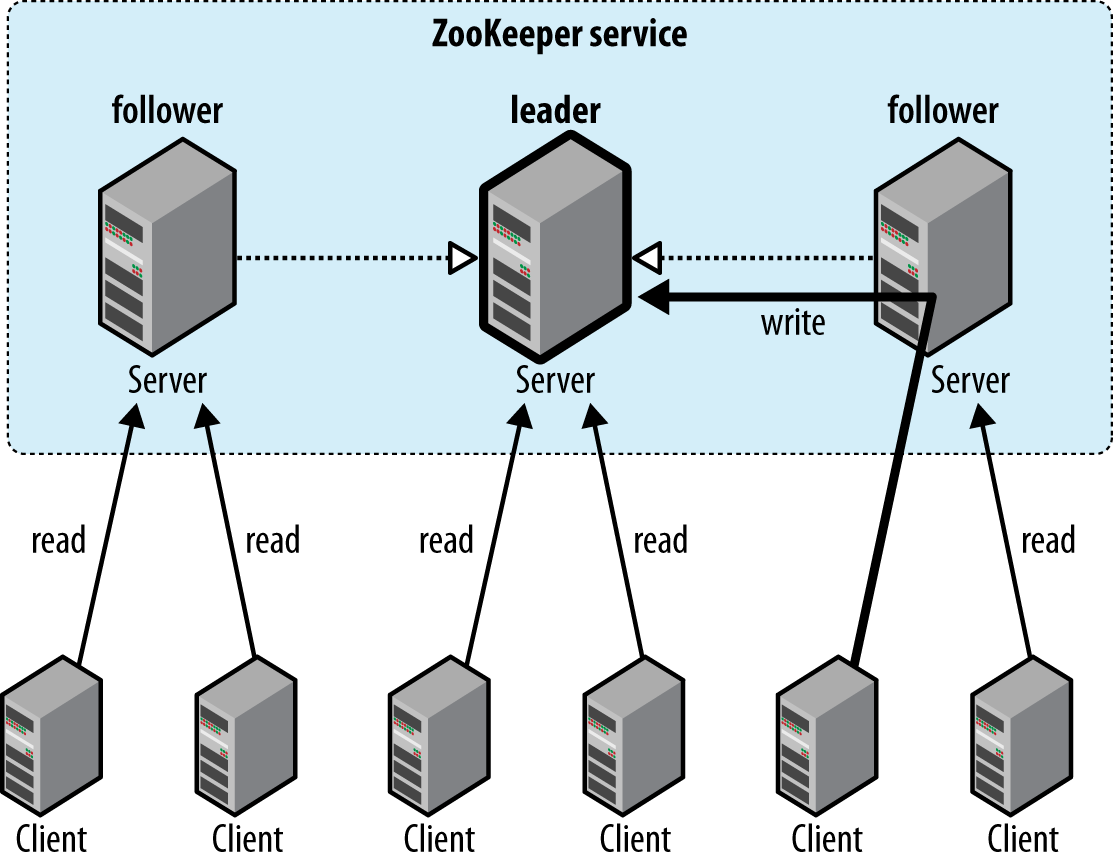 ZooKeeper service
follower
leader
follower
write
Server
Server
Server
read
read
read
read
read
Client
Client
Client
Client
Client
Client